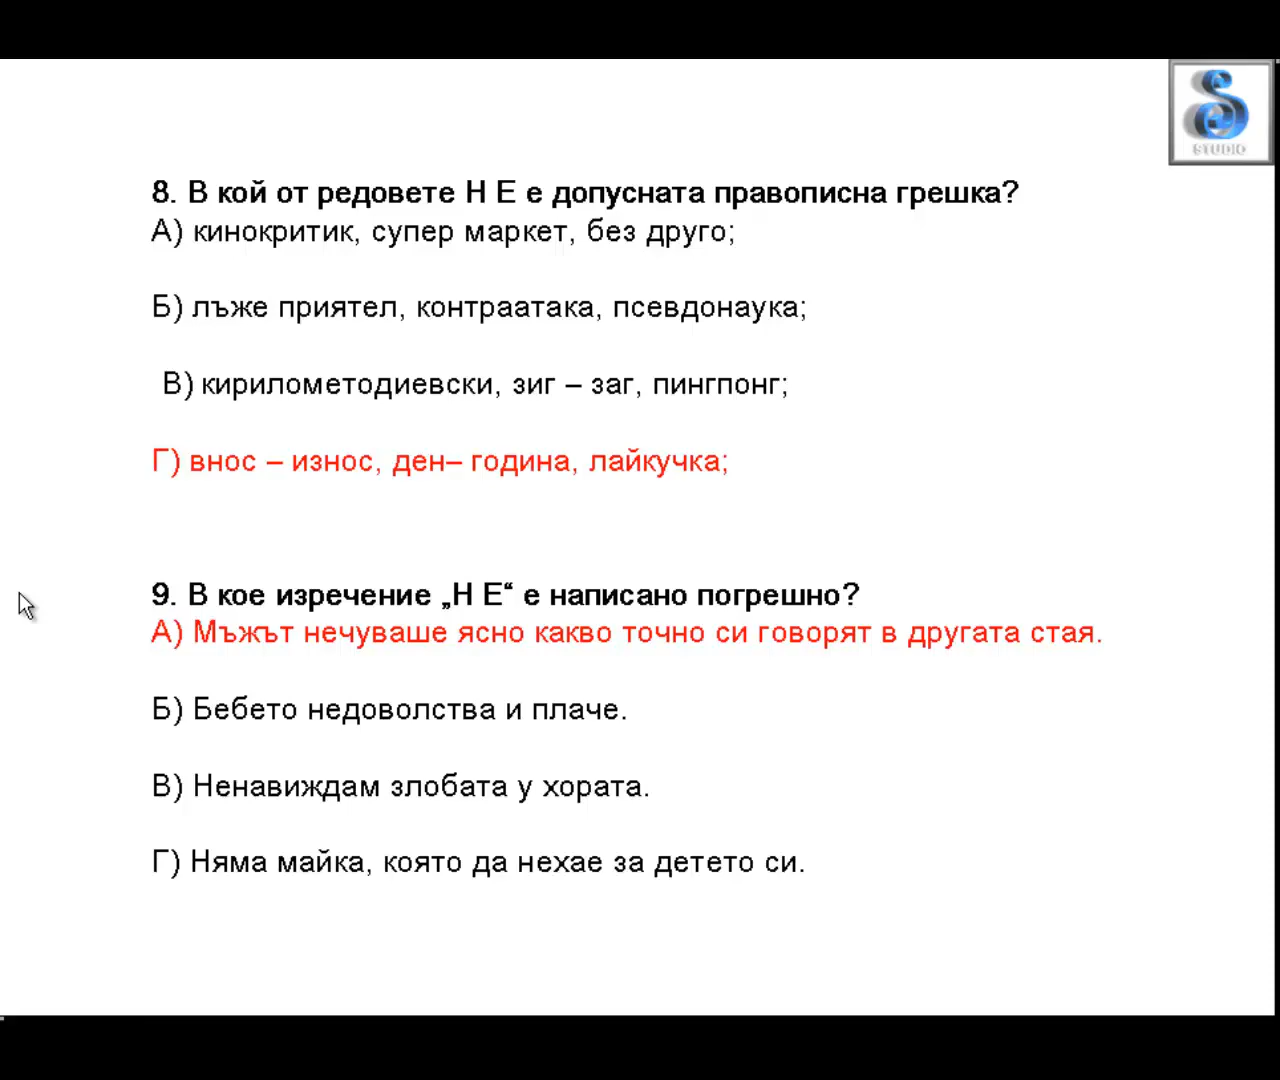 STUDIO
8. В кой от редовете Н Е е допусната правописна грешка?
А) кинокритик, супер маркет, без друго;
Б) лъже приятел, контраатака, псевдонаука;
В) кирилометодиевски, зиг – заг, пингпонг;
Г) внос – износ, ден– година, лайкучка;
9. В кое изречение „Н Е“ е написано погрешно?
А) Мъжът нечуваше ясно какво точно си говорят в другата стая.
Б) Бебето недоволства и плаче.
В) Ненавиждам злобата у хората.
Г) Няма майка, която да нехае за детето си.